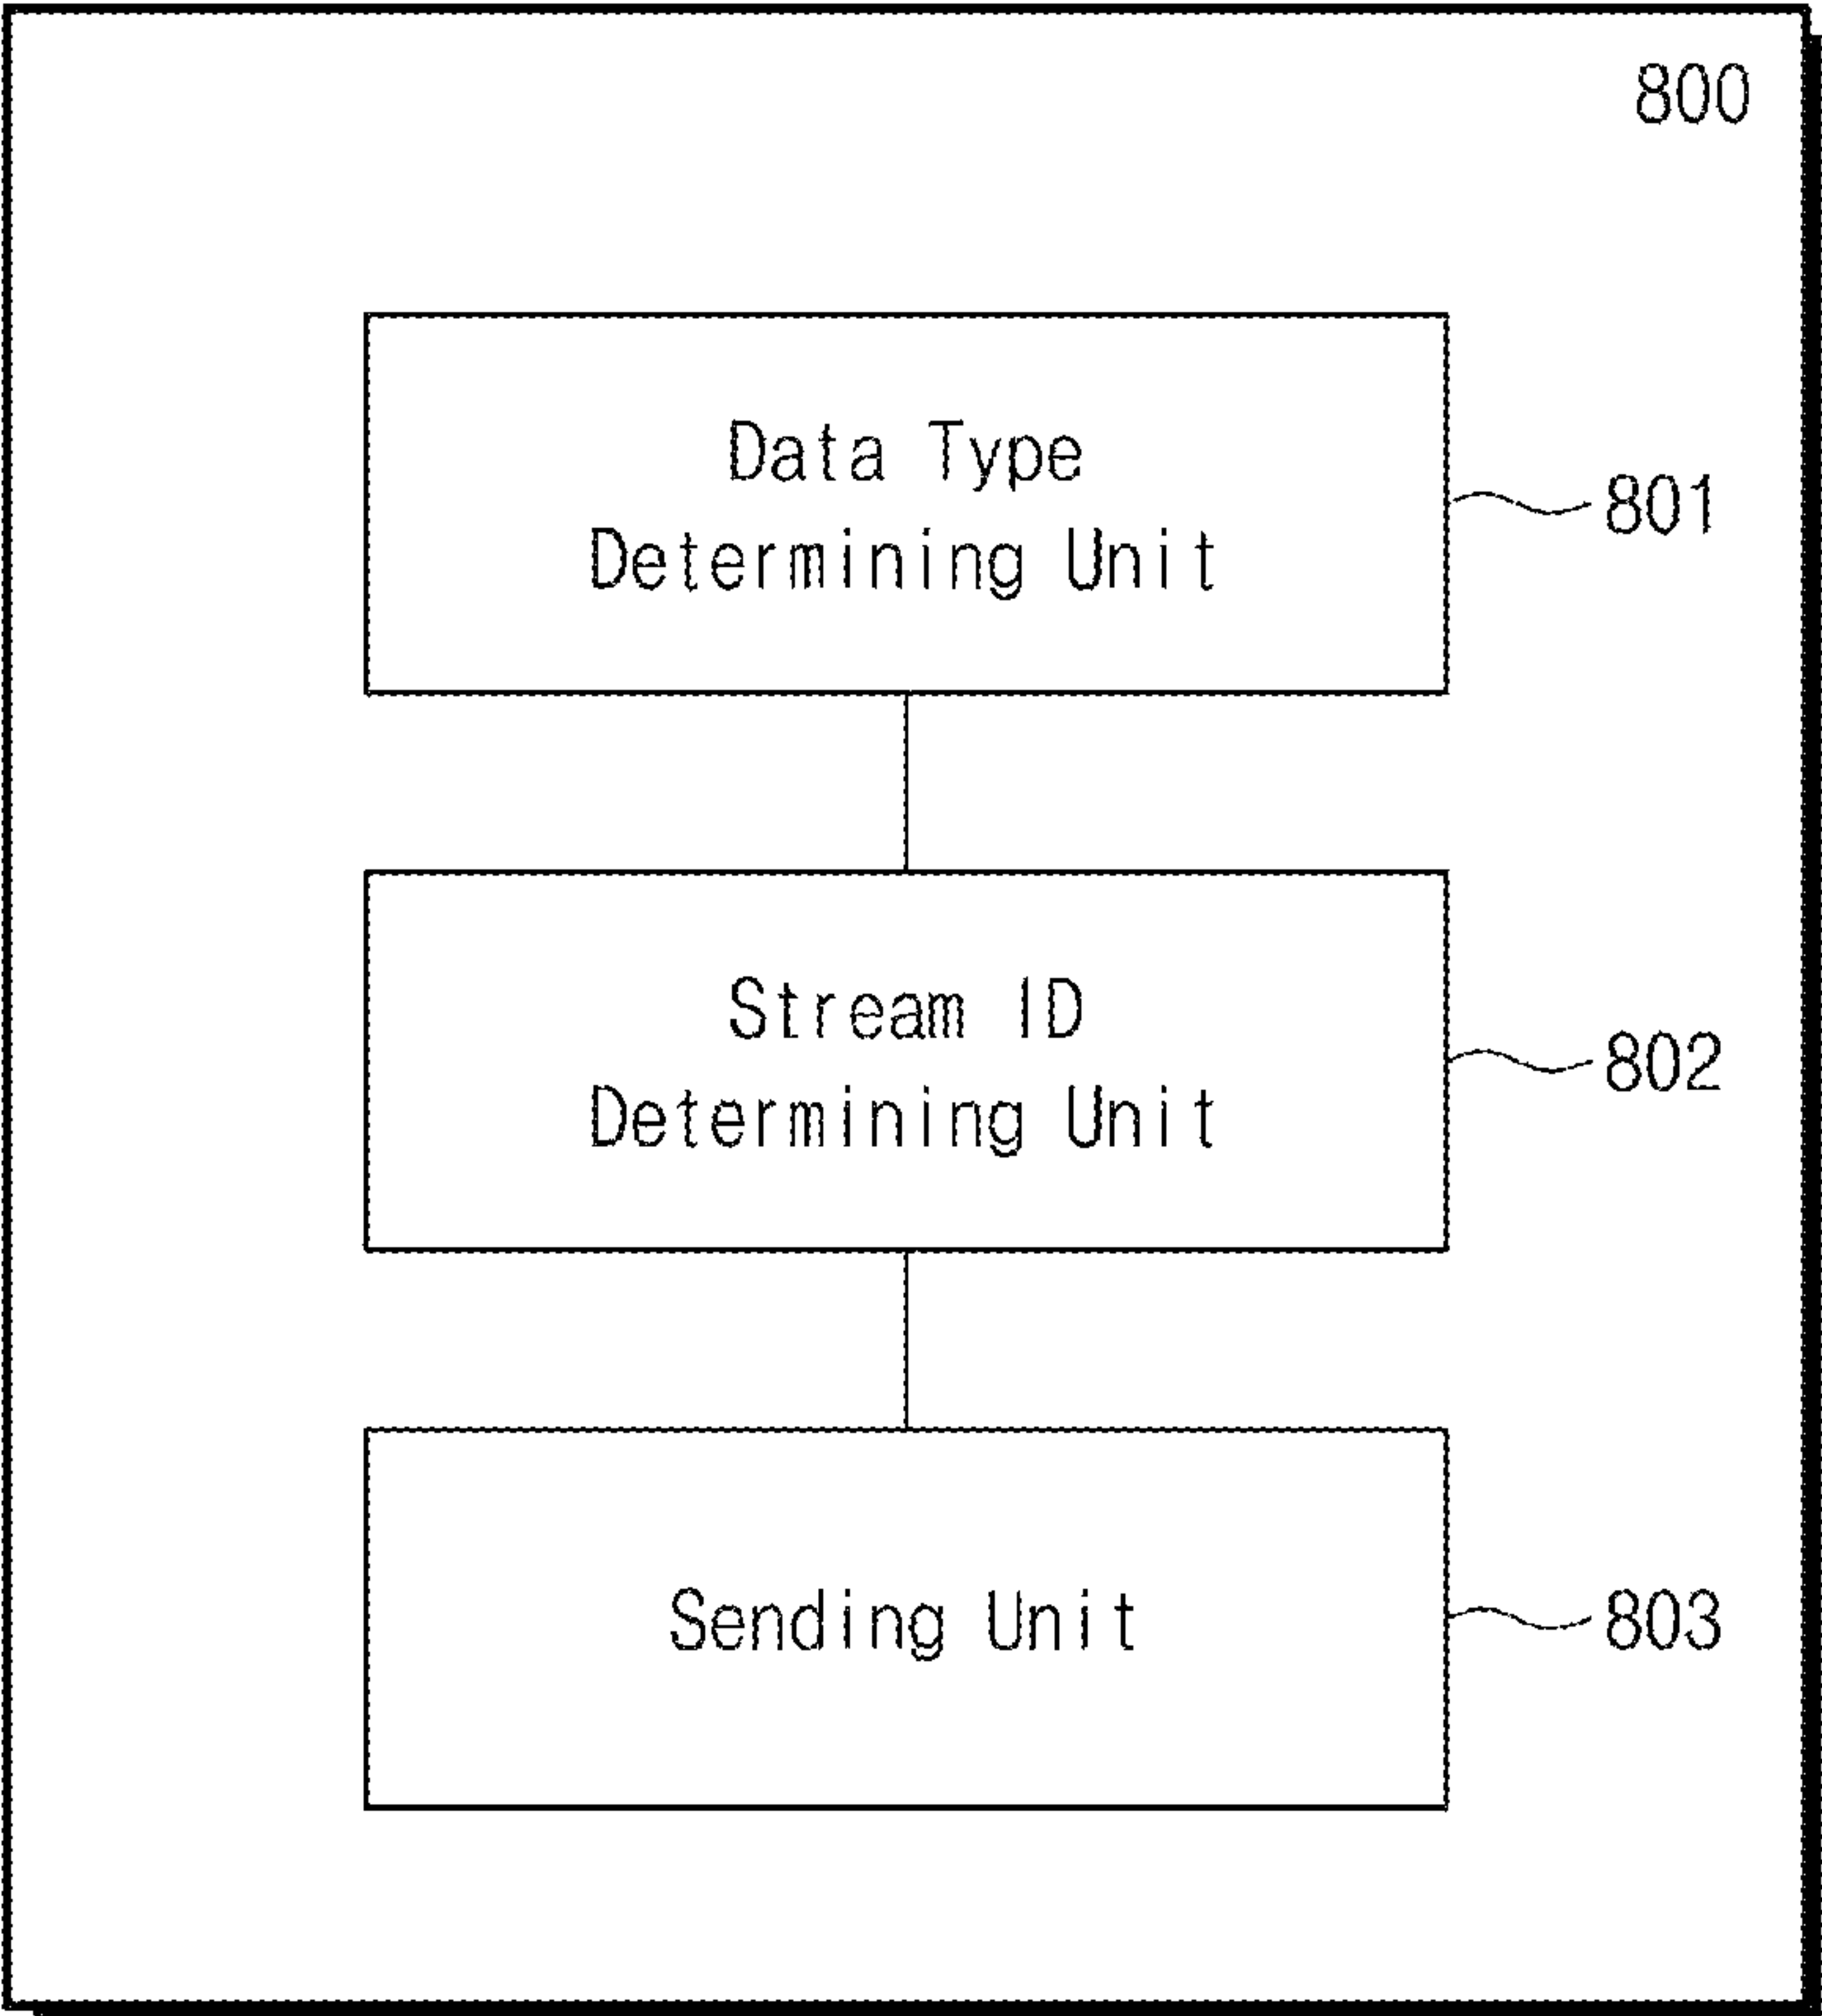 800
Data Type
Determining Unit
801
Stream ID
Determining Unit
802
Sending Unit
803